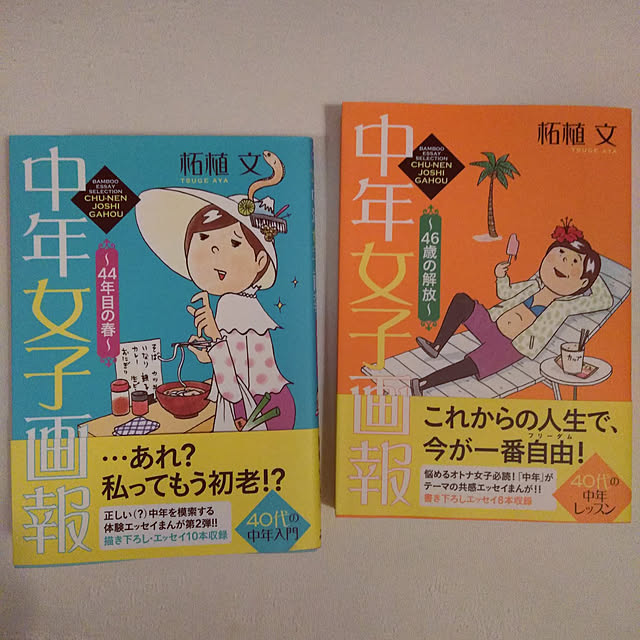 柘植 文
TSUGE AYA
BAMBOO
ESSAY
SELECTION
CHU-NEN
JOSHI
GAHOU
中年女子画報
～44年目の春～
…あれ?
私ってもう初老!?
正しい(?)中年を模索する
体験エッセイまんが第2弾!!
描き下ろし・エッセイ10本収録
40代の
中年入門
柘植 文
TSUGE AYA
BAMBOO
ESSAY
SELECTION
CHU-NEN
JOSHI
GAHOU
中年女子画報
～46歳の解放～
カップ
これからの人生で、
フリーダム
今が一番自由!
悩めるオトナ女子必読!「中年」が
テーマの共感エッセイまんが!!
書き下ろしエッセイ8本収録
40代の
中年
レッスン